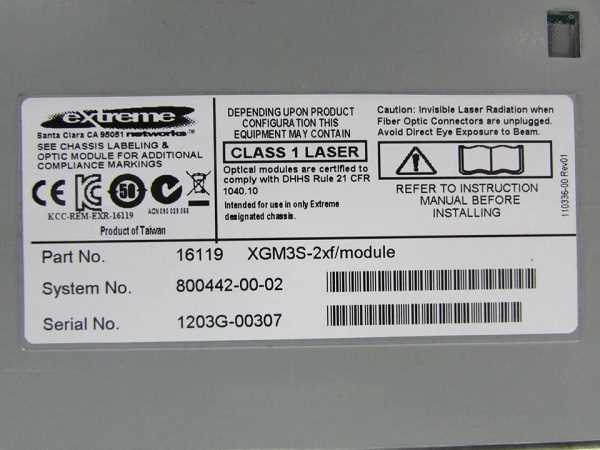 extreme
Santa Clara CA 95051 networks™
SEE CHASSIS LABELING &
OPTIC MODULE FOR ADDITIONAL
COMPLIANCE MARKINGS
CE
50
KCC-REM-EXR-16119
Product of Taiwan
DEPENDING UPON PRODUCT
CONFIGURATION THIS
EQUIPMENT MAY CONTAIN
CLASS 1 LASER
Optical modules are certified to
comply with DHHS Rule 21 CFR
1040.10
Intended for use in only Extreme
designated chassis.
Caution: Invisible Laser Radiation when
Fiber Optic Connectors are unplugged.
Avoid Direct Eye Exposure to Beam.
REFER TO INSTRUCTION
MANUAL BEFORE
INSTALLING
110336-00 Rev01
Part No. 16119 XGM3S-2xf/module
System No. 800442-00-02
Serial No. 1203G-00307